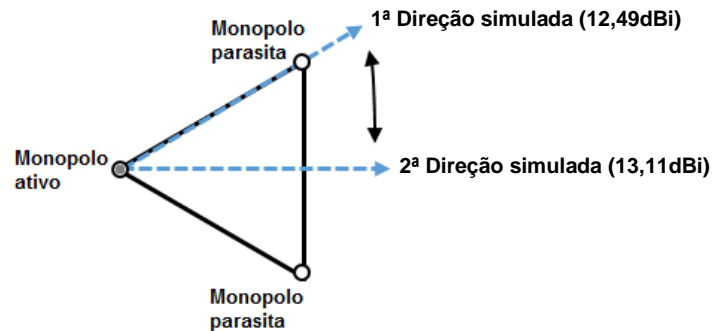 1ª Direção simulada (12,49dBi)
Monopolo
parasita
Monopolo
ativo
2ª Direção simulada (13,11dBi)
Monopolo
parasita